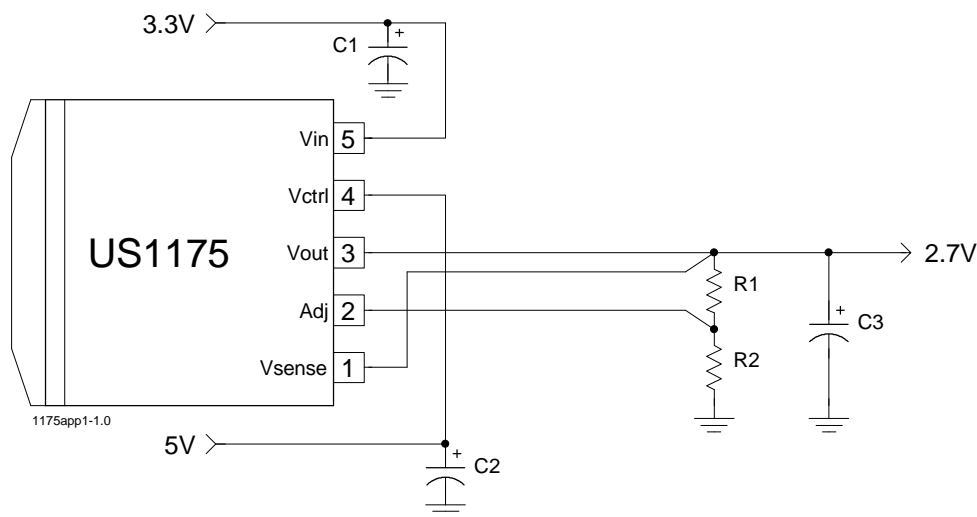 3.3V
C1
+
Vin 5
Vctrl 4
US1175
Vout 3
2.7V
R1
Adj 2
+
C3
R2
Vsense 1
1175app1-1.0
5V
+
C2